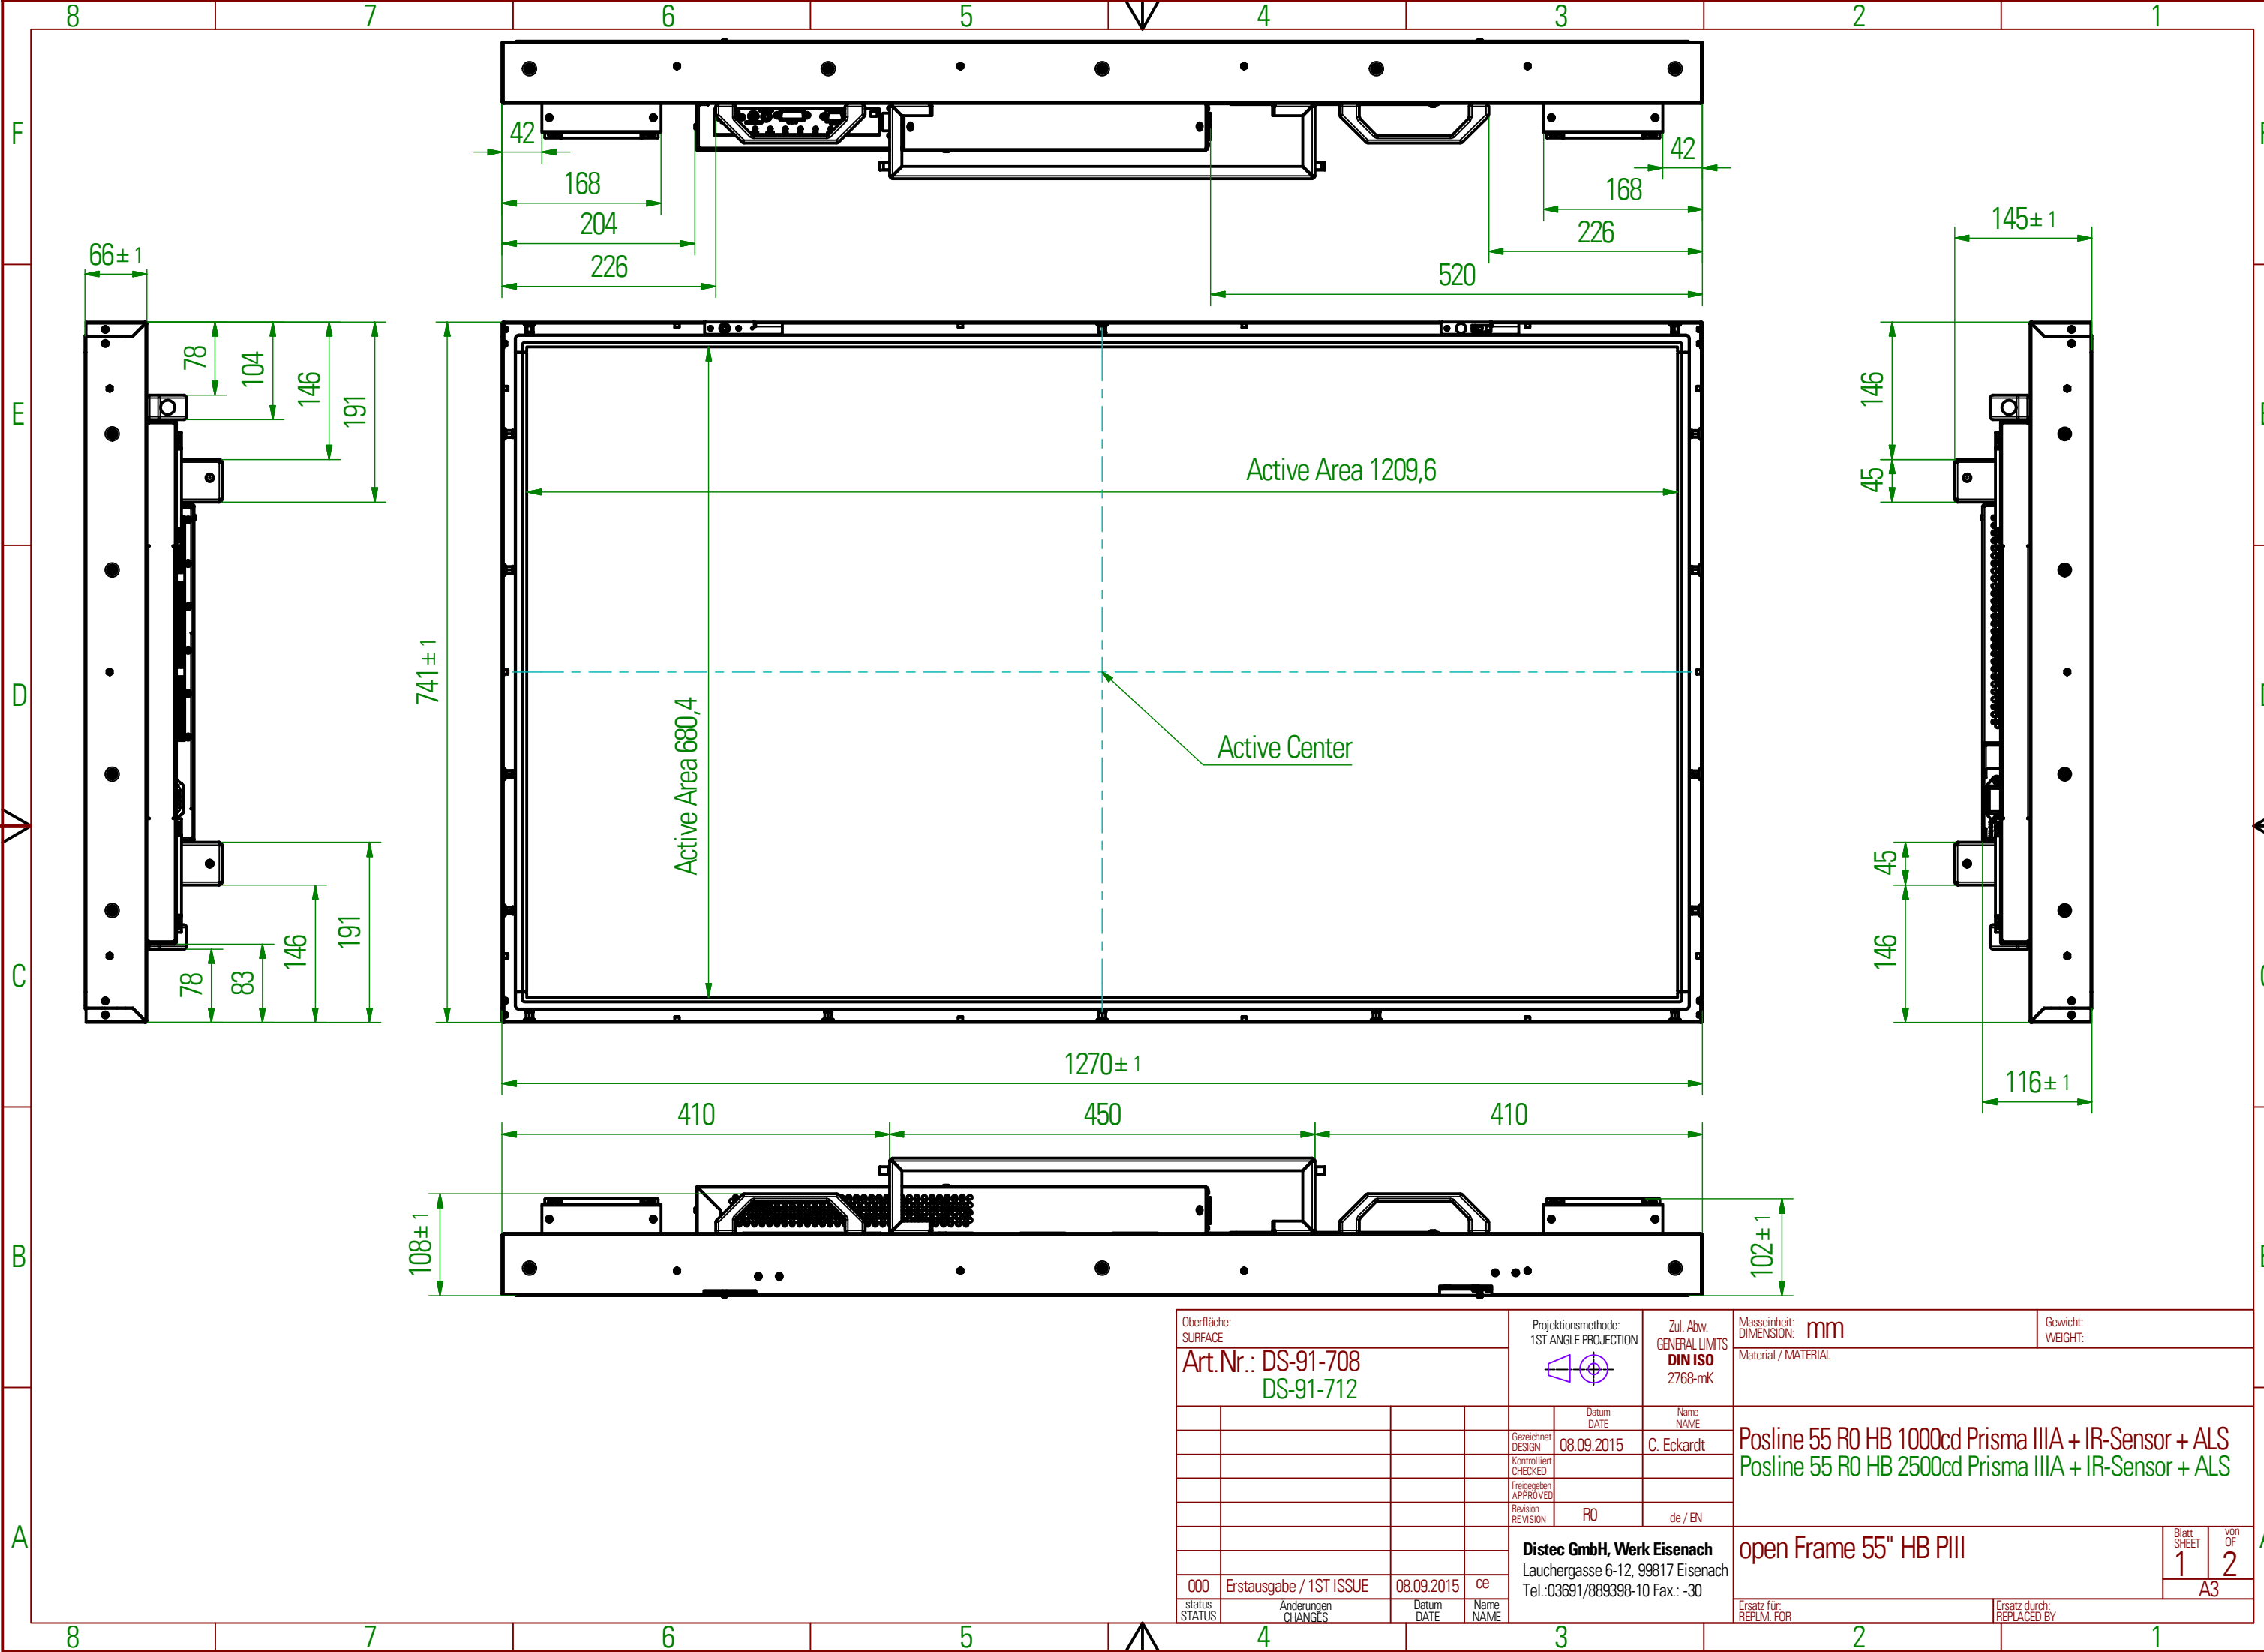 8 7 6 5 4 3 2 1
F
E
D
C
B
A
42
168
204
226
42
168
226
520
66± 1
78
104
146
191
741± 1
191
146
83
78
145± 1
146
45
45
146
116± 1
Active Area 1209,6
Active Area 680,4
Active Center
1270± 1
410 450 410
108± 1
102± 1
Oberfläche:
SURFACE
Art.Nr.: DS-91-708
DS-91-712
Projektionsmethode:
1ST ANGLE PROJECTION
Zul. Abw.
GENERAL LIMITS
DIN ISO
2768-mK
Masseinheit:
DIMENSION: mm
Gewicht:
WEIGHT:
Material / MATERIAL
Datum
DATE
Name
NAME
Gezeichnet
DESIGN 08.09.2015 C. Eckardt
Kontrolliert
CHECKED
Freigegeben
APPROVED
Revision
REVISION R0 de / EN
Posline 55 R0 HB 1000cd Prisma IIIA + IR-Sensor + ALS
Posline 55 R0 HB 2500cd Prisma IIIA + IR-Sensor + ALS
Distec GmbH, Werk Eisenach
Lauchergasse 6-12, 99817 Eisenach
Tel.:03691/889398-10 Fax.: -30
open Frame 55" HB PIII
Blatt
SHEET
1
von
OF
2
A3
000 Erstausgabe / 1ST ISSUE 08.09.2015 ce
status
STATUS
Änderungen
CHANGES
Datum
DATE
Name
NAME
Ersatz für:
REPLM. FOR
Ersatz durch:
REPLACED BY
8 7 6 5 4 3 2 1